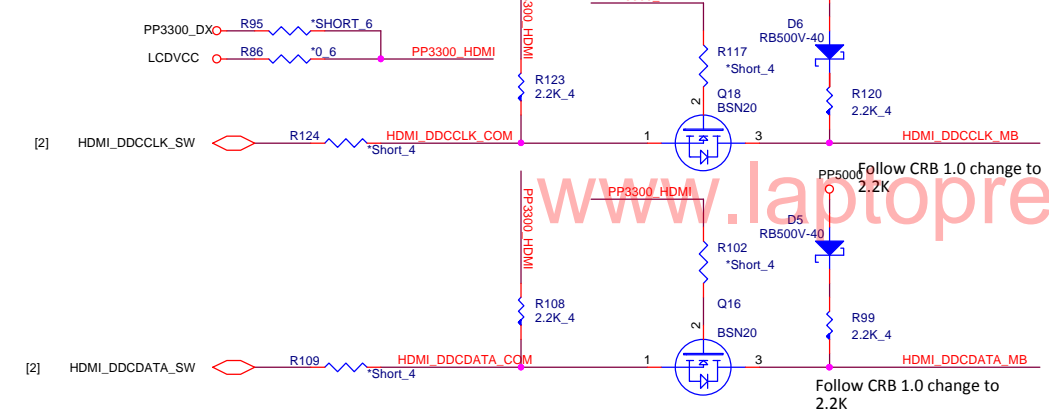 PP3300_DX
R95
*SHORT_6
LCDVCC
R86
*0_6
PP3300_HDMI
300_HDMI
R123
2.2K_4
R117
*Short_4
Q18
BSN20
2
D6
RB500V-40
R120
2.2K_4
[2]
HDMI_DDCCLK_SW
R124
*Short_4
HDMI_DDCCLK_COM
1
3
HDMI_DDCCLK_MB
Follow CRB 1.0 change to
2.2K
www.laptopre
PP5000
PP3300_HDMI
PP3300_HDMI
D5
RB500V-40
R102
*Short_4
R108
2.2K_4
Q16
BSN20
2
R99
2.2K_4
[2]
HDMI_DDCDATA_SW
R109
*Short_4
HDMI_DDCDATA_COM
1
3
HDMI_DDCDATA_MB
Follow CRB 1.0 change to
2.2K